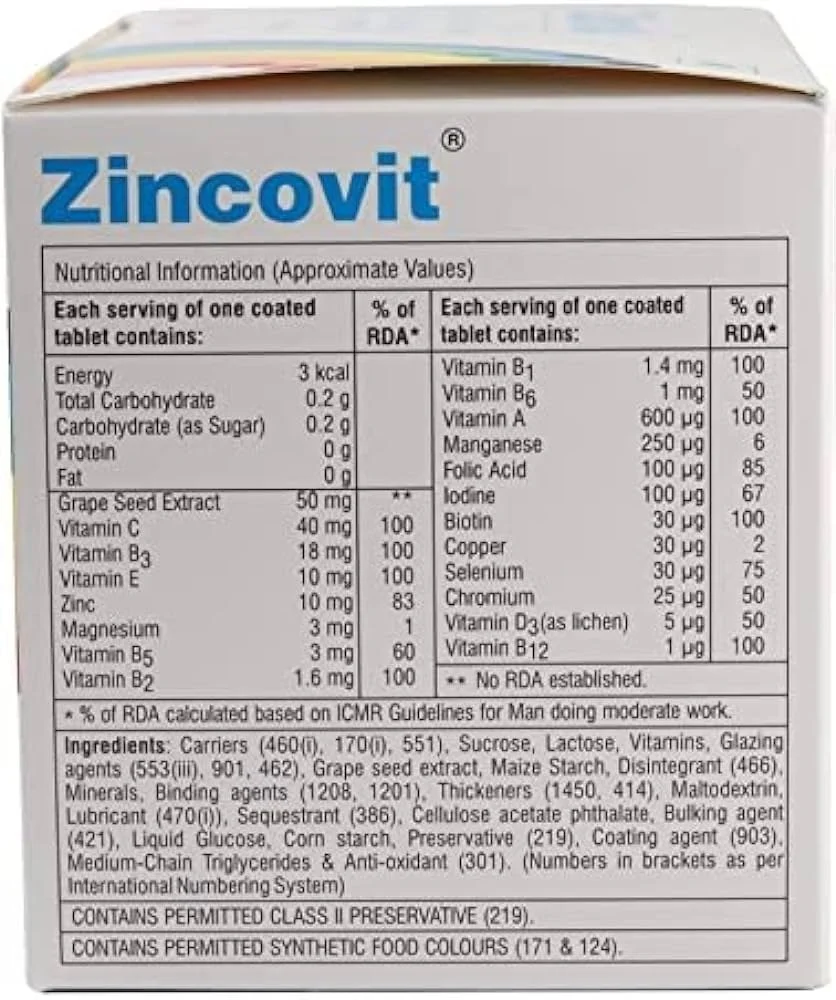 Zincovit®
Nutritional Information (Approximate Values)
Each serving of one coated tablet contains: % of RDA*
Energy 3 kcal
Total Carbohydrate 0.2 g
Carbohydrate (as Sugar) 0.2 g
Protein 0 g
Fat 0 g
Grape Seed Extract 50 mg **
Vitamin C 40 mg 100
Vitamin B3 18 mg 100
Vitamin E 10 mg 100
Zinc 10 mg 83
Magnesium 3 mg 1
Vitamin B5 3 mg 60
Vitamin B2 1.6 mg 100
Each serving of one coated tablet contains: % of RDA*
Vitamin B1 1.4 mg 100
Vitamin B6 1 mg 50
Vitamin A 600 µg 100
Manganese 250 µg 6
Folic Acid 100 µg 85
Iodine 100 µg 67
Biotin 30 µg 100
Copper 30 µg 2
Selenium 30 µg 75
Chromium 25 µg 50
Vitamin D3(as lichen) 5 µg 50
Vitamin B12 1 µg 100
** No RDA established.
* % of RDA calculated based on ICMR Guidelines for Man doing moderate work.
Ingredients: Carriers (460(i), 170(i), 551), Sucrose, Lactose, Vitamins, Glazing
agents (553(iii), 901, 462), Grape seed extract, Maize Starch, Disintegrant (466),
Minerals, Binding agents (1208, 1201), Thickeners (1450, 414), Maltodextrin,
Lubricant (470(i)), Sequestrant (386), Cellulose acetate phthalate, Bulking agent
(421), Liquid Glucose, Corn starch, Preservative (219), Coating agent (903),
Medium-Chain Triglycerides & Anti-oxidant (301). (Numbers in brackets as per
International Numbering System)
CONTAINS PERMITTED CLASS II PRESERVATIVE (219).
CONTAINS PERMITTED SYNTHETIC FOOD COLOURS (171 & 124).